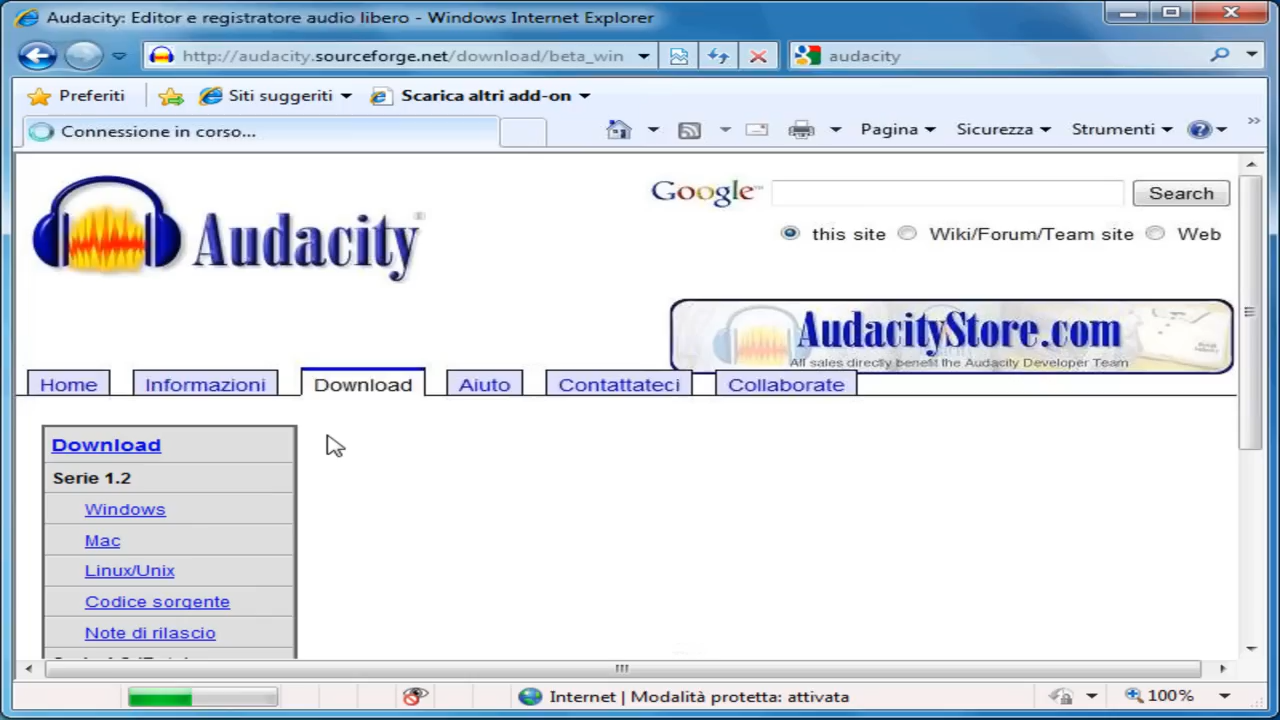 Audacity: Editor e registratore audio libero - Windows Internet Explorer
http://audacity.sourceforge.net/download/beta_win
audacity
Preferiti
Siti suggeriti
Scarica altri add-on
Connessione in corso...
Pagina
Sicurezza
Strumenti
Audacity®
Google™
Search
this site
Wiki/Forum/Team site
Web
AudacityStore.com
All sales directly benefit the Audacity Developer Team
Home
Informazioni
Download
Aiuto
Contattateci
Collaborate
Download
Serie 1.2
Windows
Mac
Linux/Unix
Codice sorgente
Note di rilascio
Internet | Modalità protetta: attivata
100%